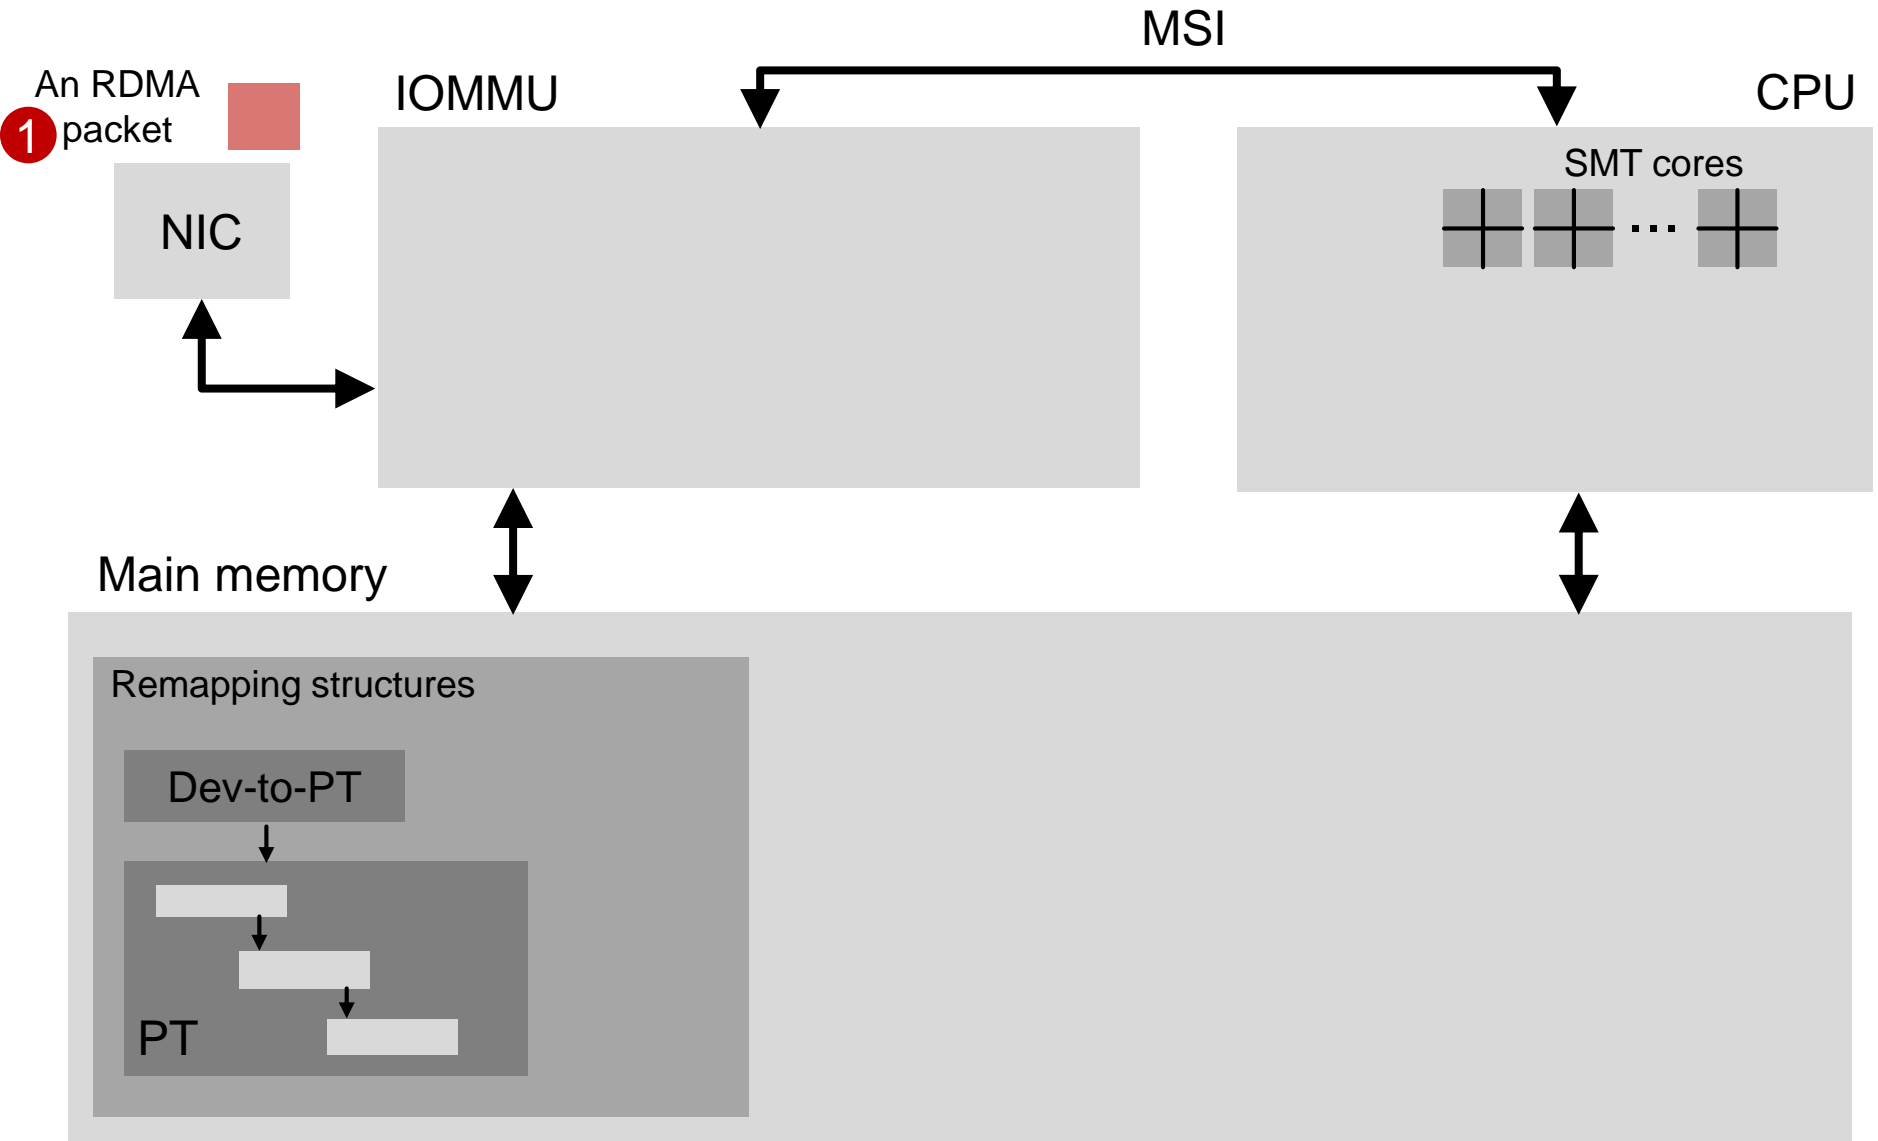 MSI
An RDMA
packet
1
IOMMU
CPU
SMT cores
NIC
Main memory
Remapping structures
Dev-to-PT
PT